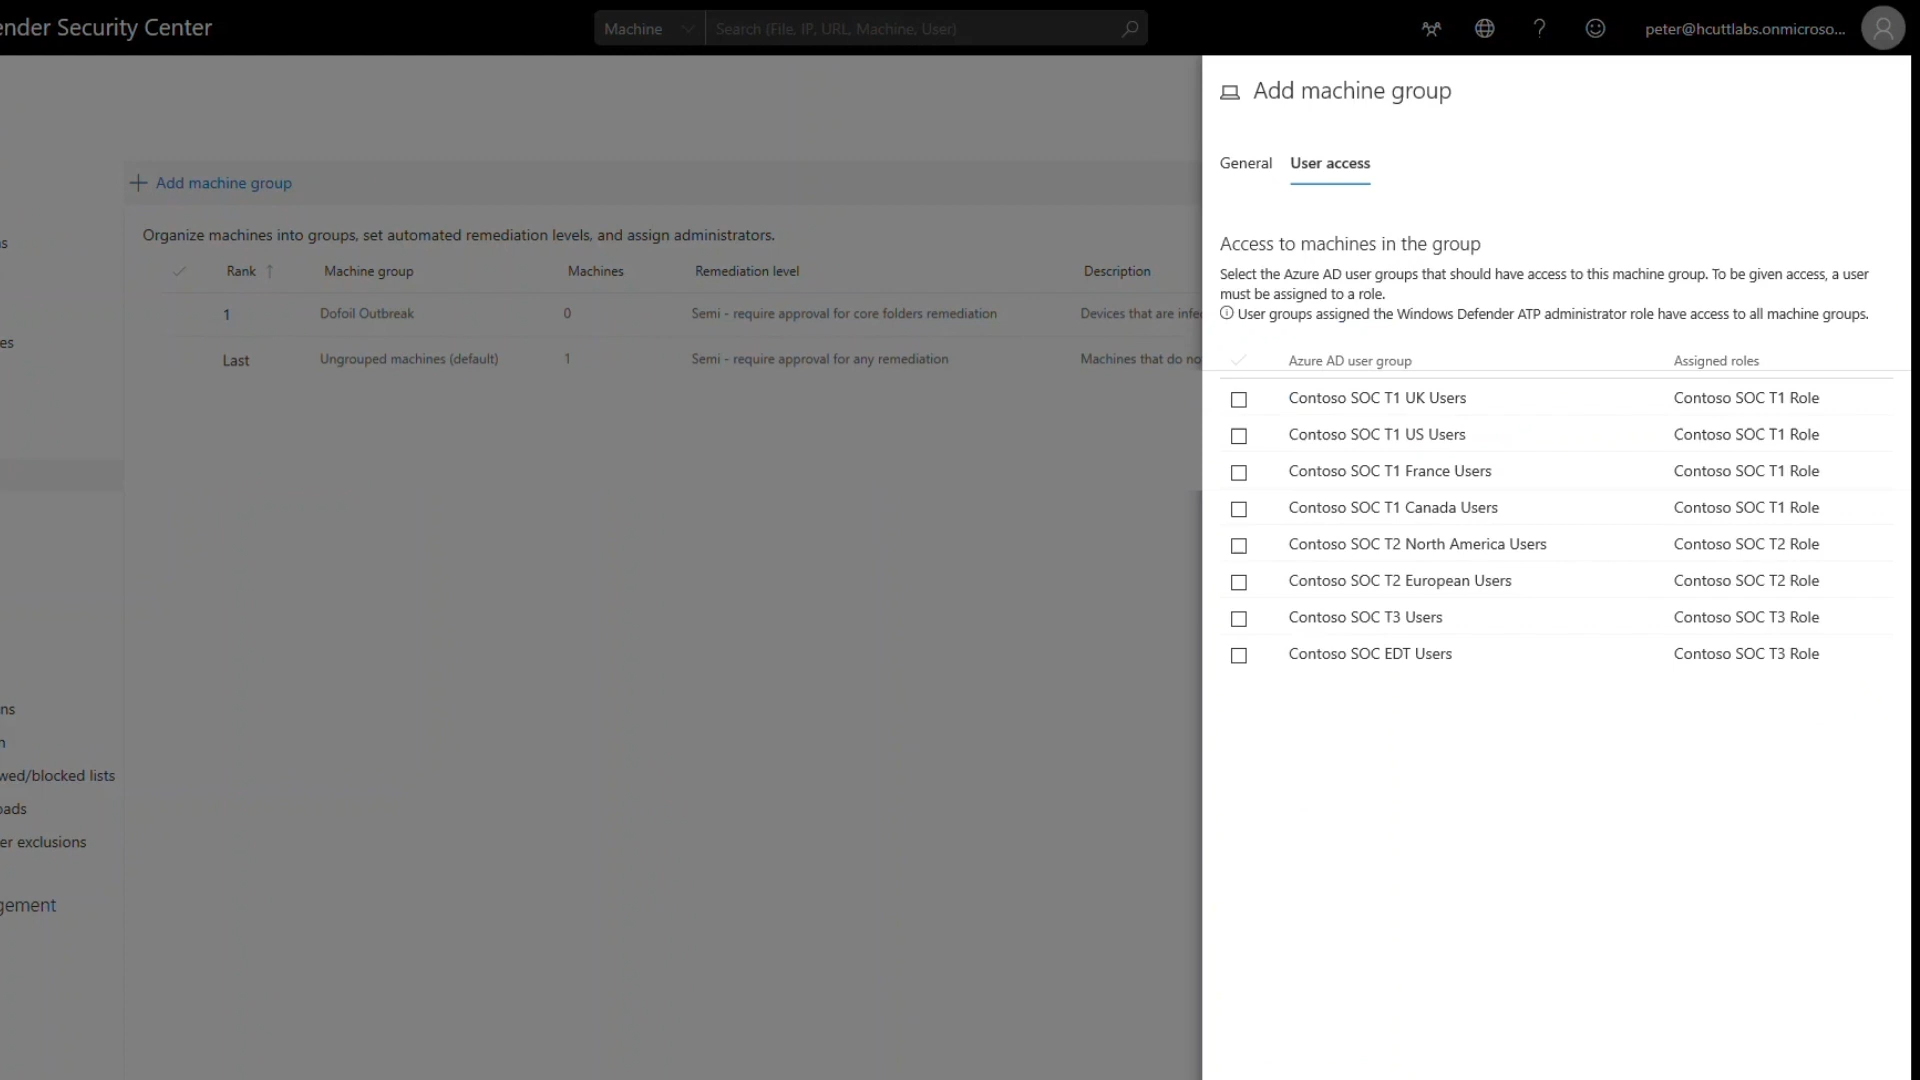 ender Security Center
Machine
Search (File, IP, URL, Machine, User)
?
peter@hcuttlabs.onmicroso...
Add machine group
General
User access
Access to machines in the group
Select the Azure AD user groups that should have access to this machine group. To be given access, a user
must be assigned to a role.
User groups assigned the Windows Defender ATP administrator role have access to all machine groups.
Azure AD user group Assigned roles
Contoso SOC T1 UK Users Contoso SOC T1 Role
Contoso SOC T1 US Users Contoso SOC T1 Role
Contoso SOC T1 France Users Contoso SOC T1 Role
Contoso SOC T1 Canada Users Contoso SOC T1 Role
Contoso SOC T2 North America Users Contoso SOC T2 Role
Contoso SOC T2 European Users Contoso SOC T2 Role
Contoso SOC T3 Users Contoso SOC T3 Role
Contoso SOC EDT Users Contoso SOC T3 Role
Add machine group
Organize machines into groups, set automated remediation levels, and assign administrators.
Rank Machine group Machines Remediation level Description
1 Dofoil Outbreak 0 Semi - require approval for core folders remediation Devices that are infe
Last Ungrouped machines (default) 1 Semi - require approval for any remediation Machines that do no
s
es
ns
n
wed/blocked lists
oads
er exclusions
gement